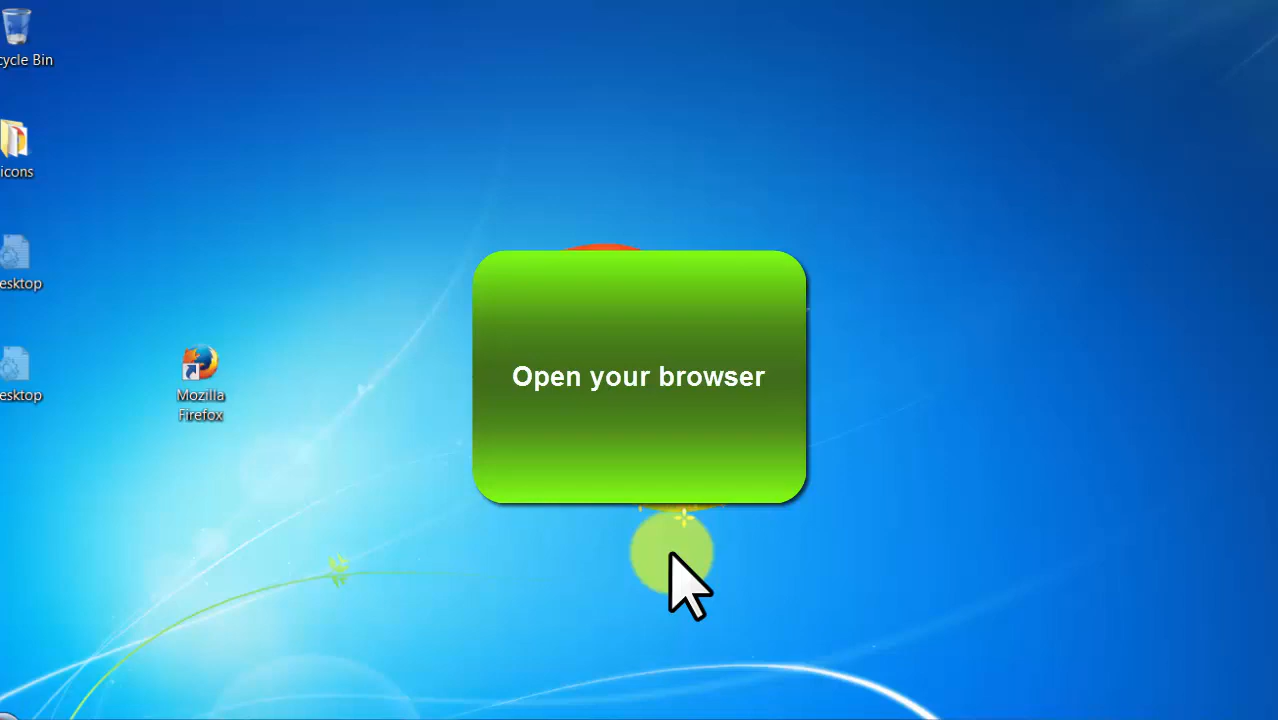 cycle Bin
icons
esktop
esktop
Mozilla
Firefox
Open your browser